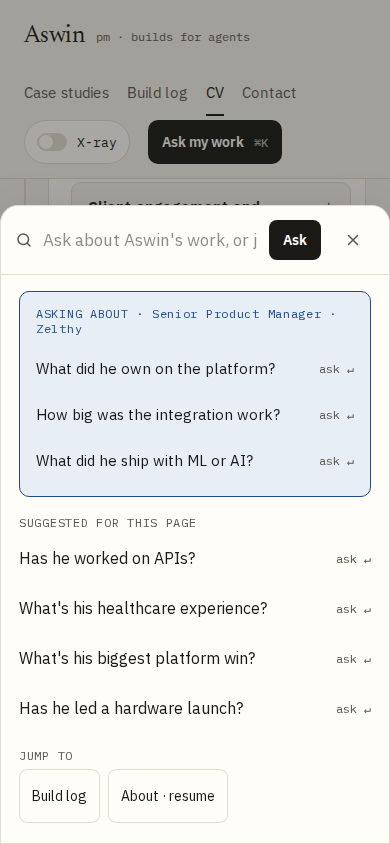 Aswin pm · builds for agents
Case studies Build log CV Contact
X-ray Ask my work ⌘K
Client engagement and
Ask about Aswin's work, or j Ask ×
ASKING ABOUT · Senior Product Manager ·
Zelthy
What did he own on the platform? ask ↵
How big was the integration work? ask ↵
What did he ship with ML or AI? ask ↵
SUGGESTED FOR THIS PAGE
Has he worked on APIs? ask ↵
What's his healthcare experience? ask ↵
What's his biggest platform win? ask ↵
Has he led a hardware launch? ask ↵
JUMP TO
Build log About · resume